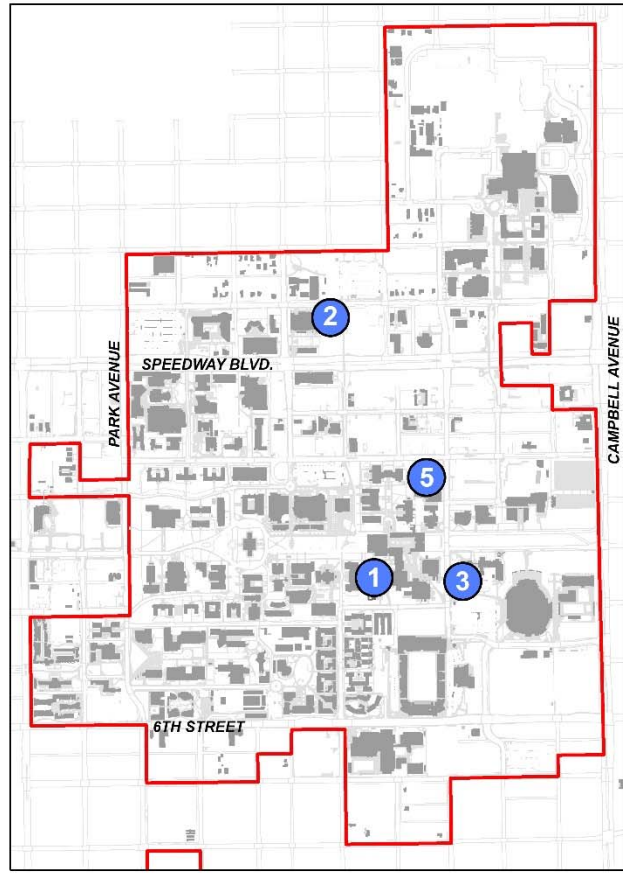 2
SPEEDWAY BLVD.
PARK AVENUE
CAMPBELL AVENUE
5
1
3
6TH STREET